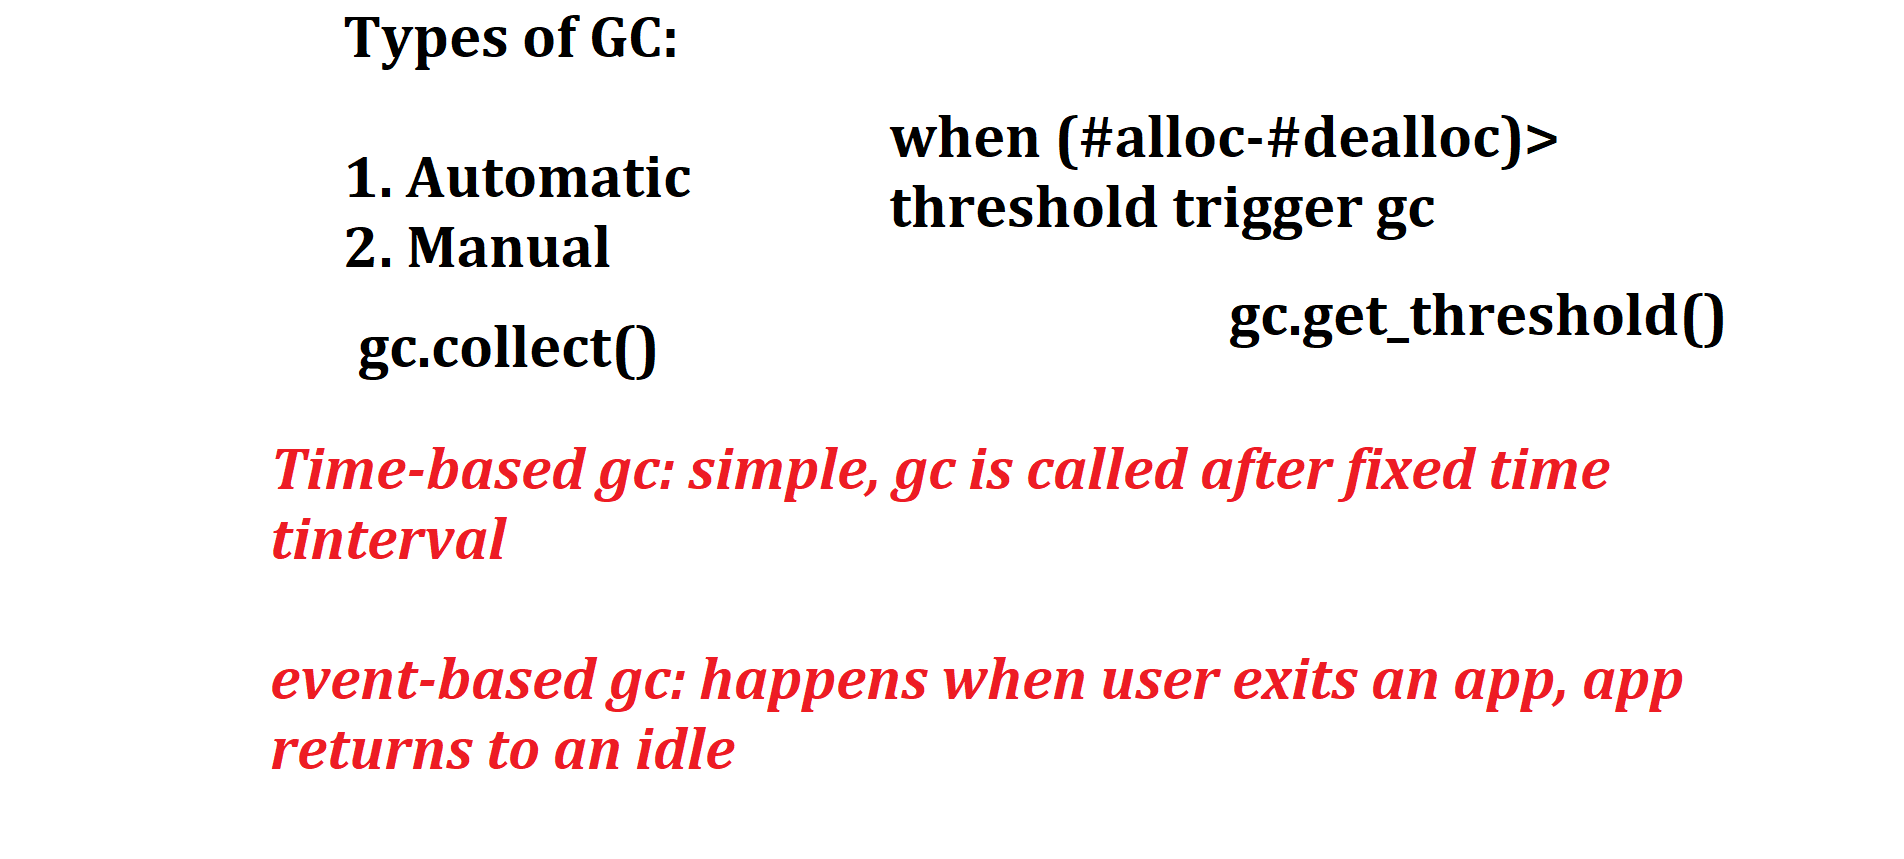 Types of GC:
1. Automatic
2. Manual
gc.collect()
when (#alloc-#dealloc)>
threshold trigger gc
gc.get_threshold()
Time-based gc: simple, gc is called after fixed time
tinterval
event-based gc: happens when user exits an app, app
returns to an idle